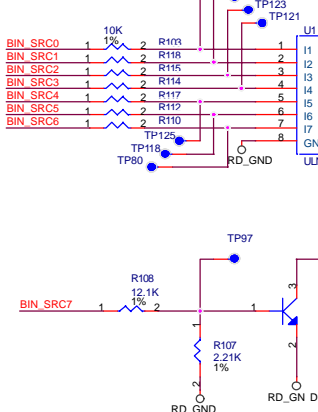 TP123
TP121
10K
1%
U1
BIN_SRC0 1 2 R103 1 I1
BIN_SRC1 1 2 R118 2 I2
BIN_SRC2 1 2 R115 3 I3
BIN_SRC3 1 2 R114 4 I4
BIN_SRC4 1 2 R117 5 I5
BIN_SRC5 1 2 R112 6 I6
BIN_SRC6 1 2 R110 7 I7
TP125 8 GN
TP118
TP80
RD_GND
TP97
R108
12.1K
1%
BIN_SRC7 1 2 1
3
2
1
R107
2.21K
1%
2
RD_GND
RD_GN D